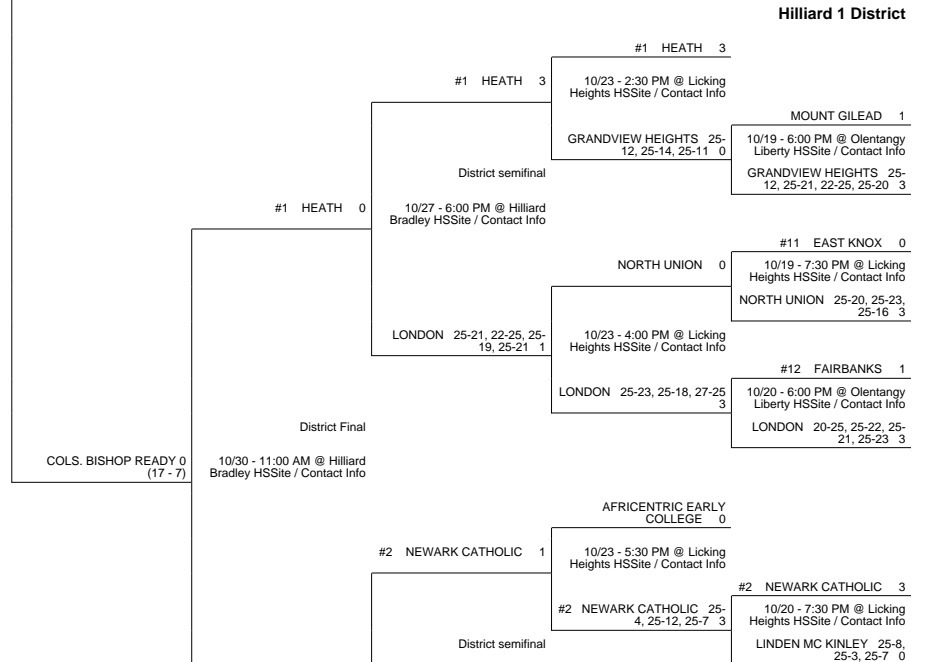 Hilliard 1 District
#1 HEATH 3
#1 HEATH 3
10/23 - 2:30 PM @ Licking
Heights HSSite / Contact Info
MOUNT GILEAD 1
GRANDVIEW HEIGHTS 25-
12, 25-14, 25-11 0
10/19 - 6:00 PM @ Olentangy
Liberty HSSite / Contact Info
District semifinal
GRANDVIEW HEIGHTS 25-
12, 25-21, 22-25, 25-20 3
#1 HEATH 0
10/27 - 6:00 PM @ Hilliard
Bradley HSSite / Contact Info
#11 EAST KNOX 0
NORTH UNION 0
10/19 - 7:30 PM @ Licking
Heights HSSite / Contact Info
NORTH UNION 25-20, 25-23,
25-16 3
LONDON 25-21, 22-25, 25-
19, 25-21 1
10/23 - 4:00 PM @ Licking
Heights HSSite / Contact Info
#12 FAIRBANKS 1
LONDON 25-23, 25-18, 27-25
3
10/20 - 6:00 PM @ Olentangy
Liberty HSSite / Contact Info
District Final
LONDON 20-25, 25-22, 25-
21, 25-23 3
COLS. BISHOP READY 0
(17 - 7)
10/30 - 11:00 AM @ Hilliard
Bradley HSSite / Contact Info
AFRICENTRIC EARLY
COLLEGE 0
#2 NEWARK CATHOLIC 1
10/23 - 5:30 PM @ Licking
Heights HSSite / Contact Info
#2 NEWARK CATHOLIC 3
#2 NEWARK CATHOLIC 25-
4, 25-12, 25-7 3
10/20 - 7:30 PM @ Licking
Heights HSSite / Contact Info
District semifinal
LINDEN MC KINLEY 25-8,
25-3, 25-7 0